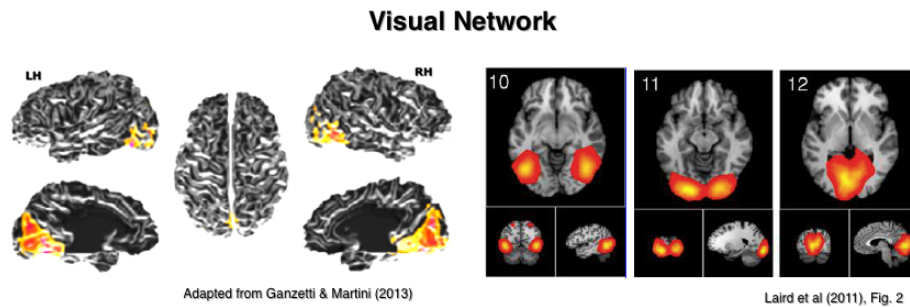 Visual Network
LH
RH
10
11
12
Adapted from Ganzetti & Martini (2013)
Laird et al (2011), Fig. 2